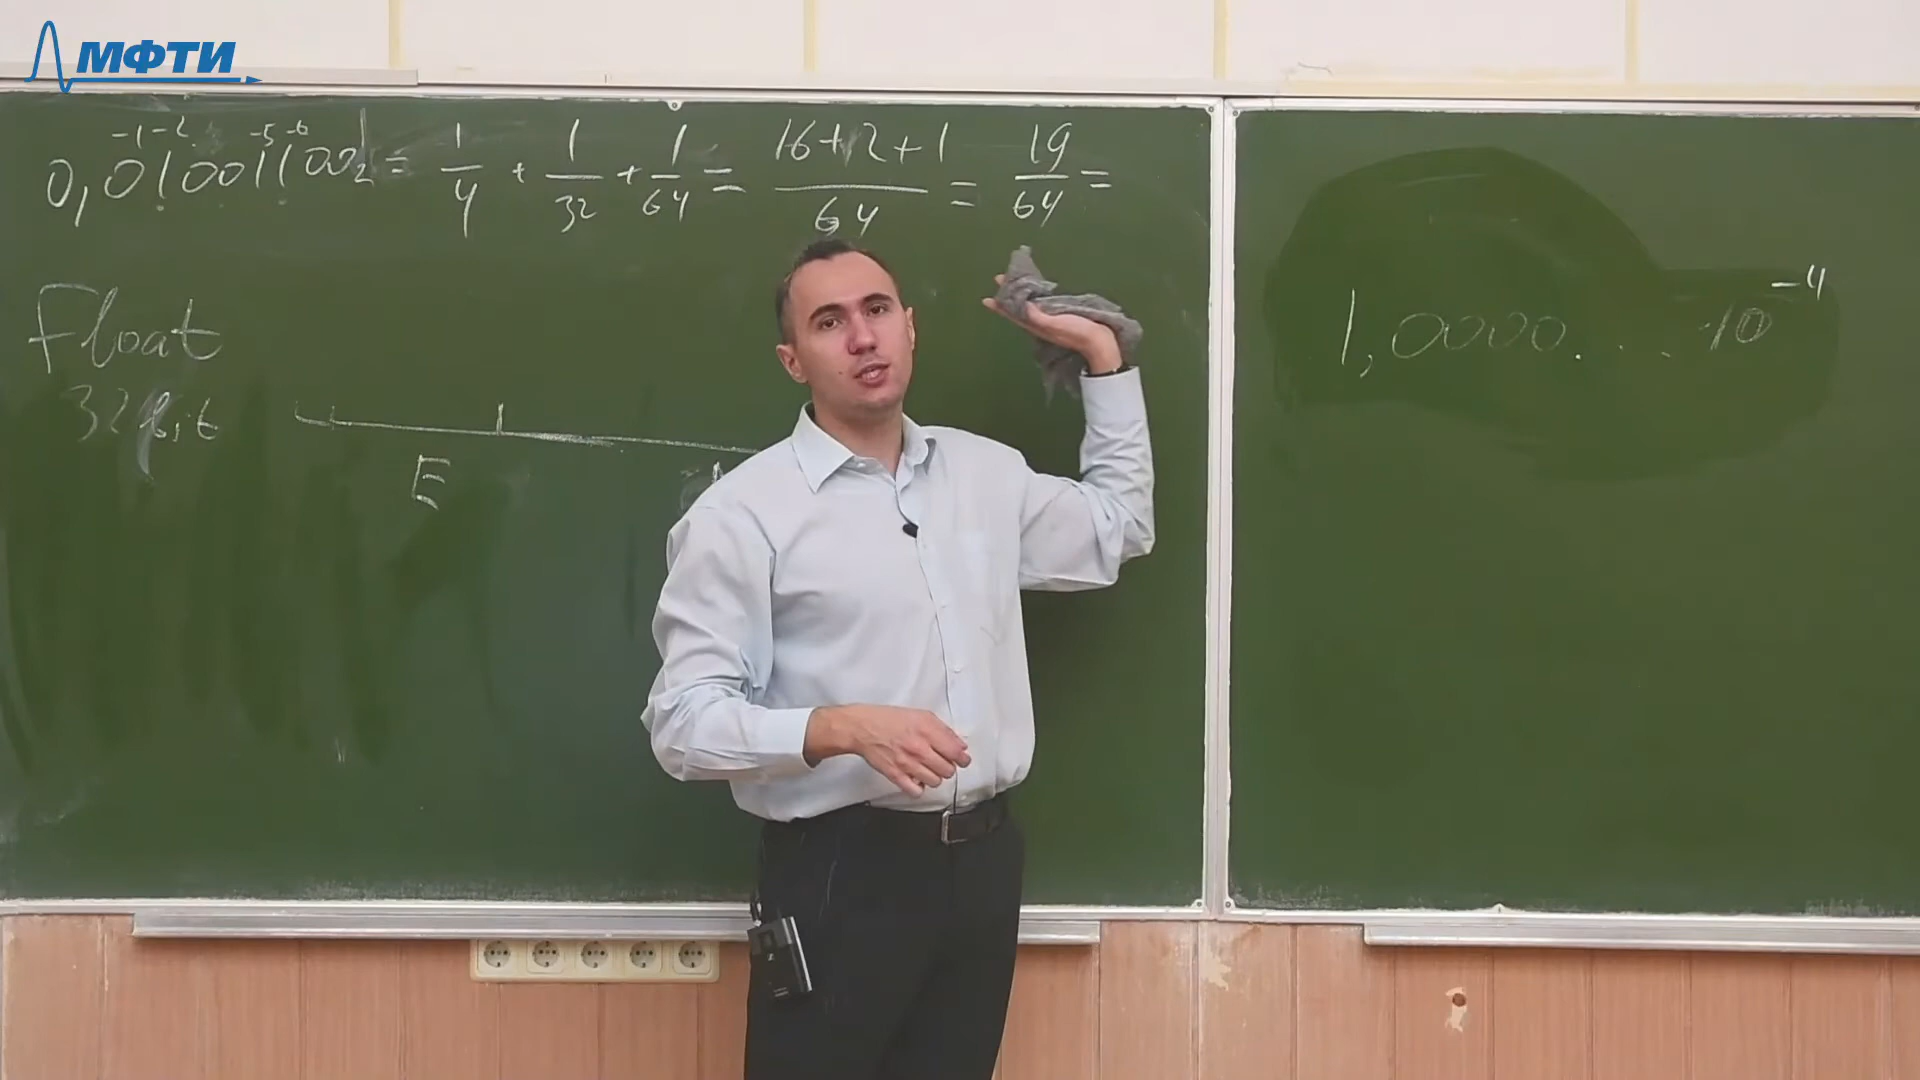 МФТИ
-1 -2 -5 -6
0,010011002 = 1/4 + 1/32 + 1/64 = 16+2+1/64 = 19/64 =
1,0000... ·10^-4
Float
32 bit
E